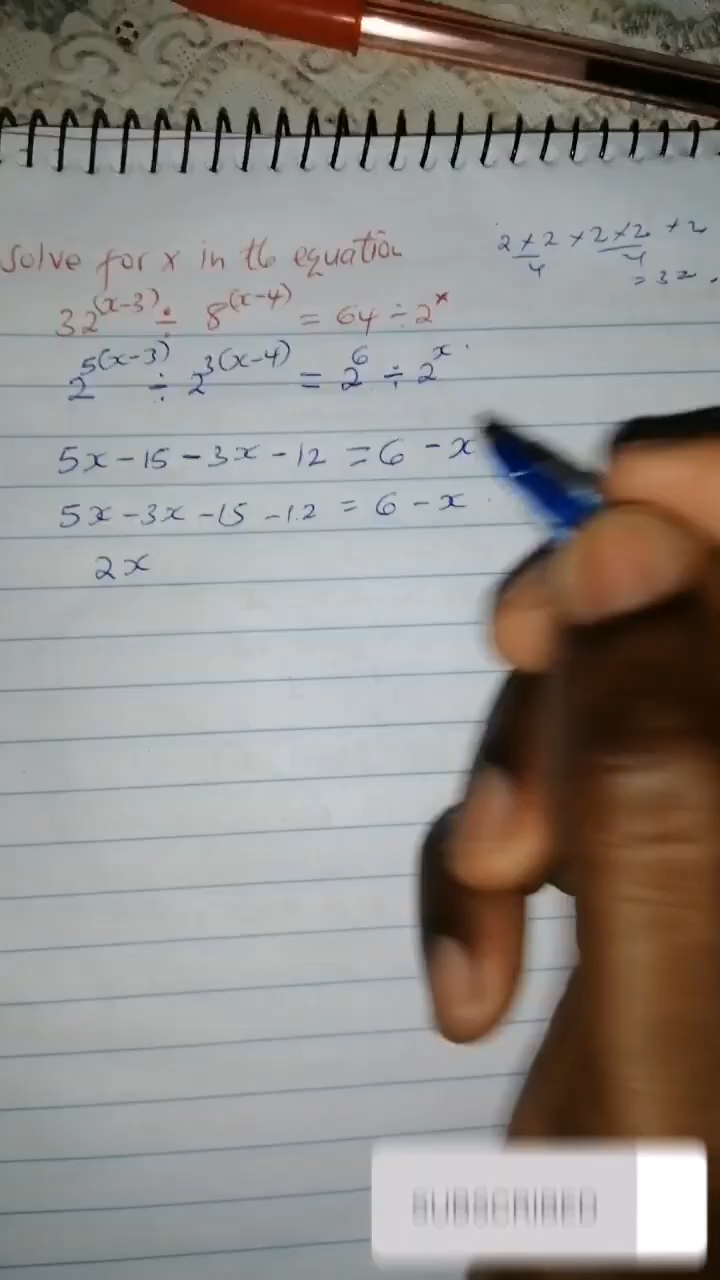 Solve for x in the equation
32^(x-3) ÷ 8^(x-4) = 64 ÷ 2^x
2^5(x-3) ÷ 2^3(x-4) = 2^6 ÷ 2^x
5x - 15 - 3x - 12 = 6 - x
5x - 3x - 15 - 12 = 6 - x
2x
2 × 2 × 2 × 2 × 2
4 4
= 32
SUBSCRIBED